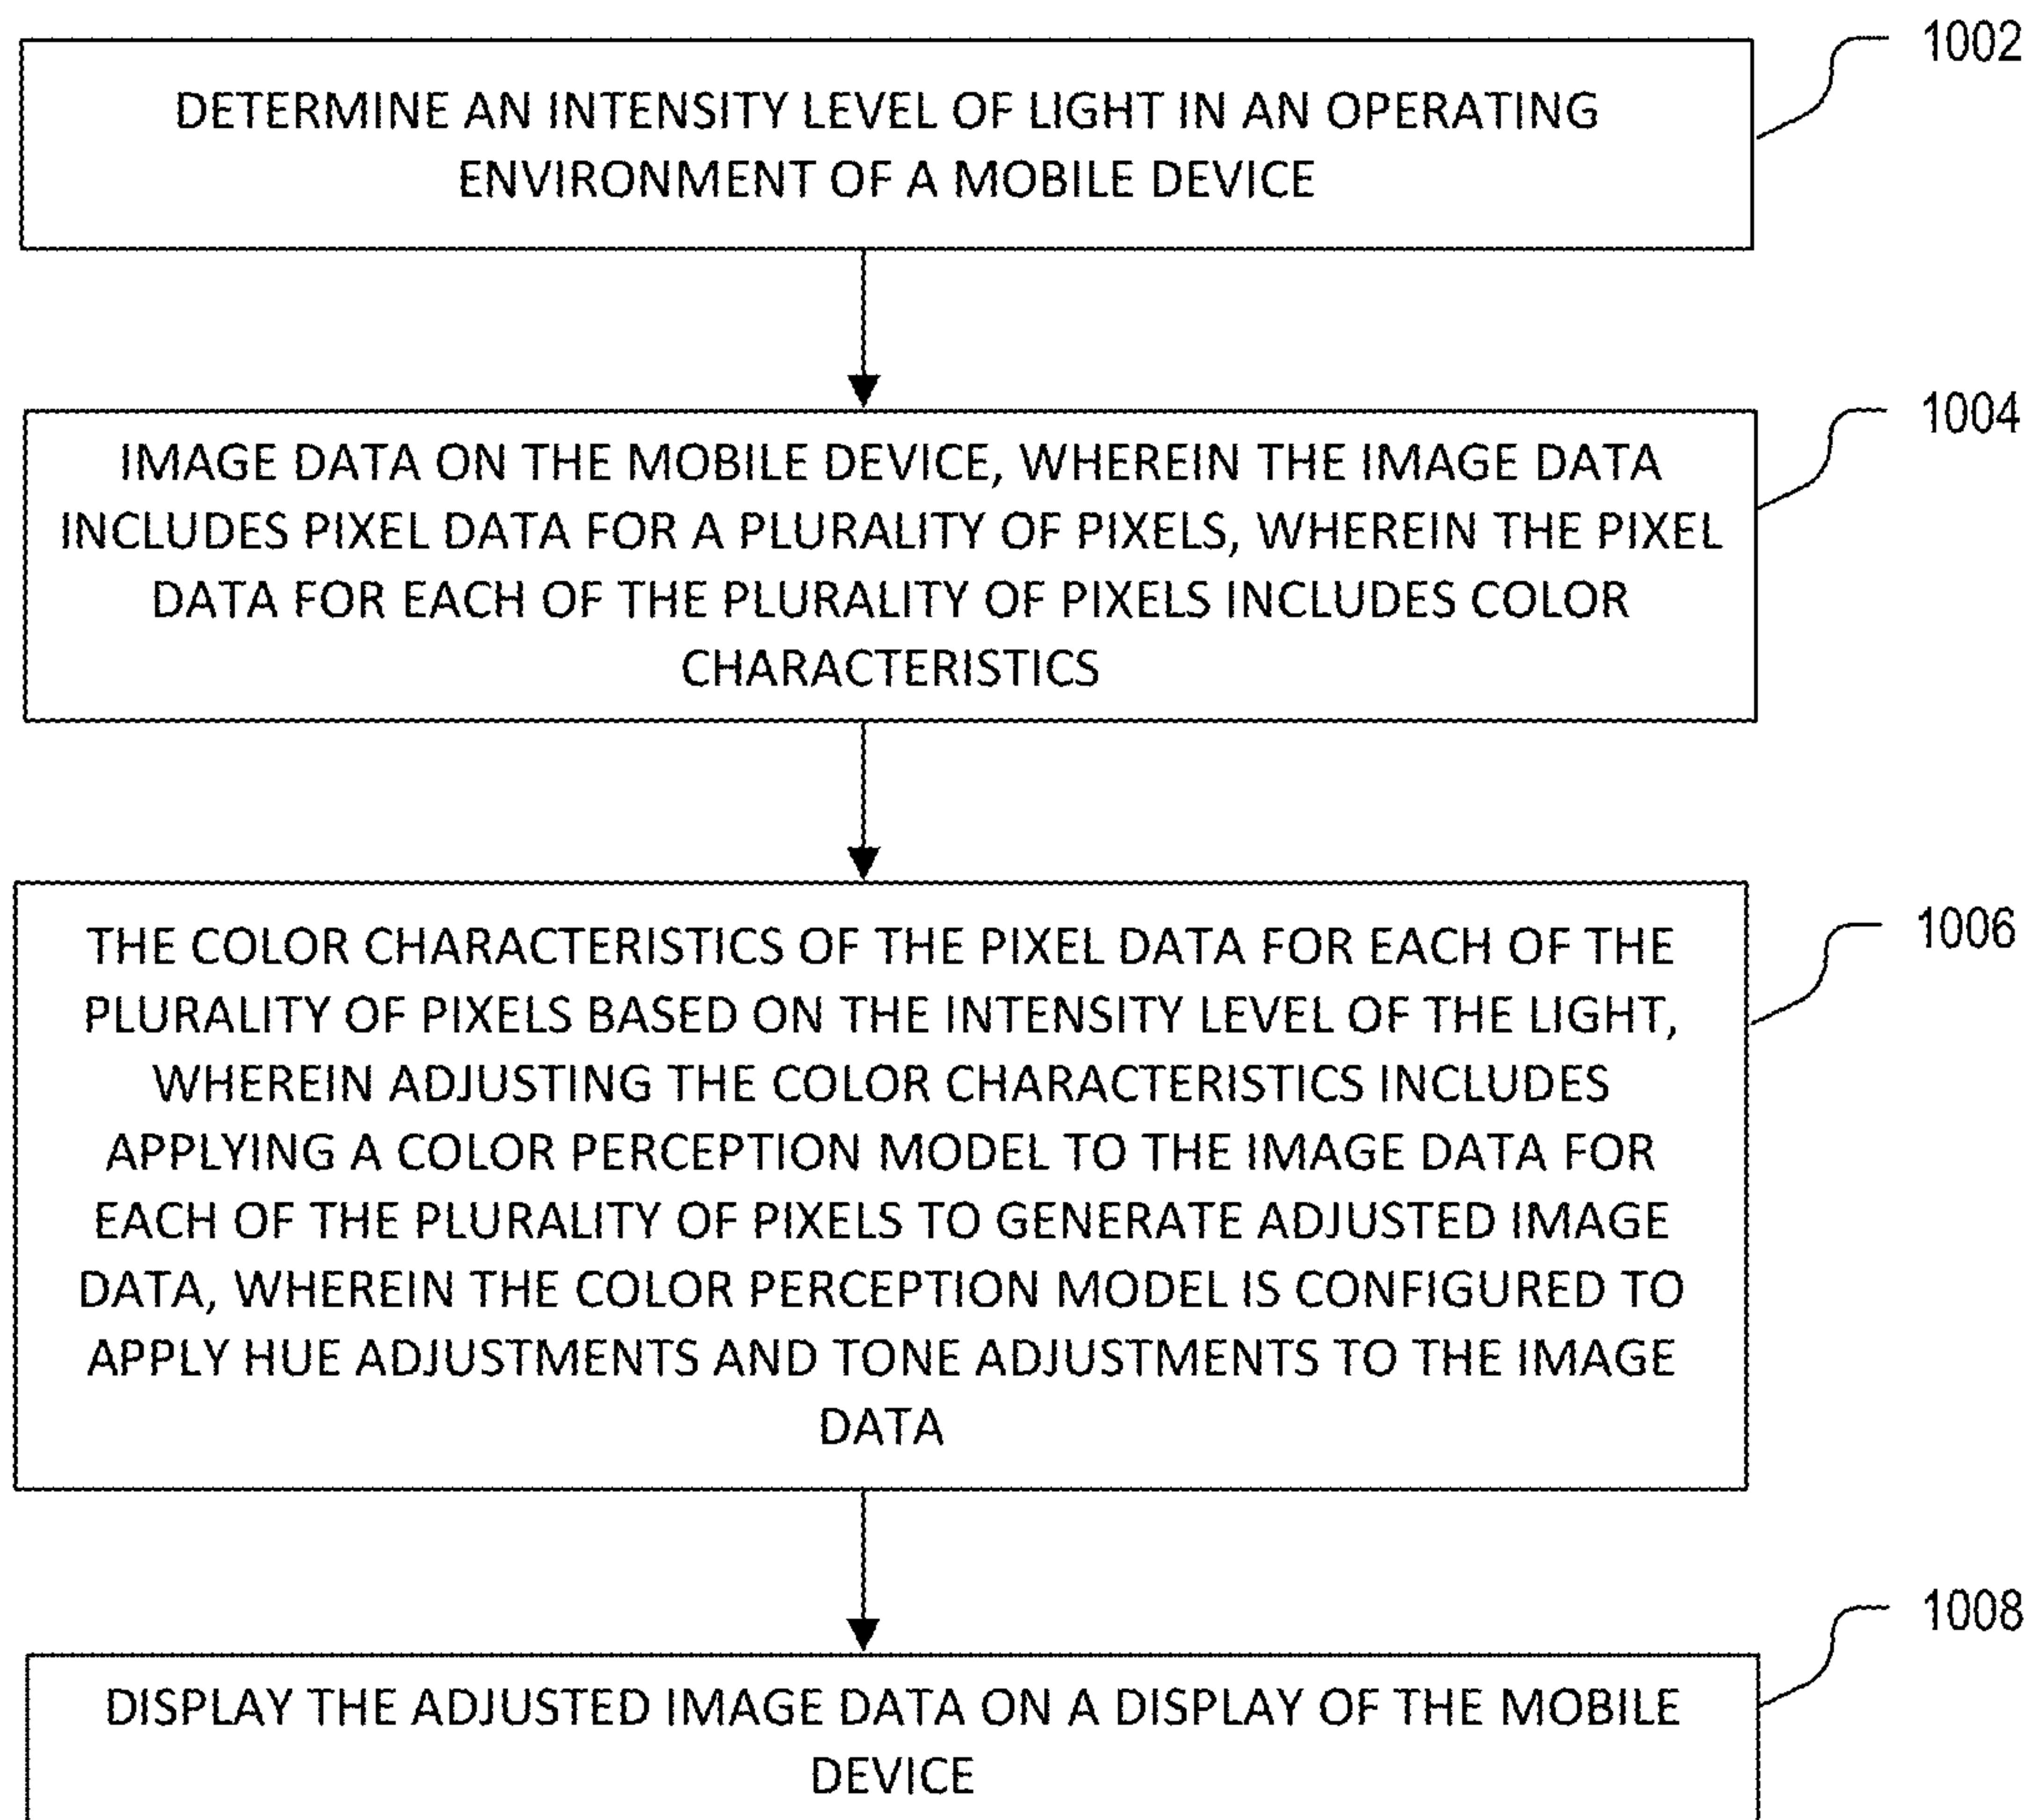 1002
DETERMINE AN INTENSITY LEVEL OF LIGHT IN AN OPERATING
ENVIRONMENT OF A MOBILE DEVICE
1004
IMAGE DATA ON THE MOBILE DEVICE, WHEREIN THE IMAGE DATA
INCLUDES PIXEL DATA FOR A PLURALITY OF PIXELS, WHEREIN THE PIXEL
DATA FOR EACH OF THE PLURALITY OF PIXELS INCLUDES COLOR
CHARACTERISTICS
1006
THE COLOR CHARACTERISTICS OF THE PIXEL DATA FOR EACH OF THE
PLURALITY OF PIXELS BASED ON THE INTENSITY LEVEL OF THE LIGHT,
WHEREIN ADJUSTING THE COLOR CHARACTERISTICS INCLUDES
APPLYING A COLOR PERCEPTION MODEL TO THE IMAGE DATA FOR
EACH OF THE PLURALITY OF PIXELS TO GENERATE ADJUSTED IMAGE
DATA, WHEREIN THE COLOR PERCEPTION MODEL IS CONFIGURED TO
APPLY HUE ADJUSTMENTS AND TONE ADJUSTMENTS TO THE IMAGE
DATA
1008
DISPLAY THE ADJUSTED IMAGE DATA ON A DISPLAY OF THE MOBILE
DEVICE